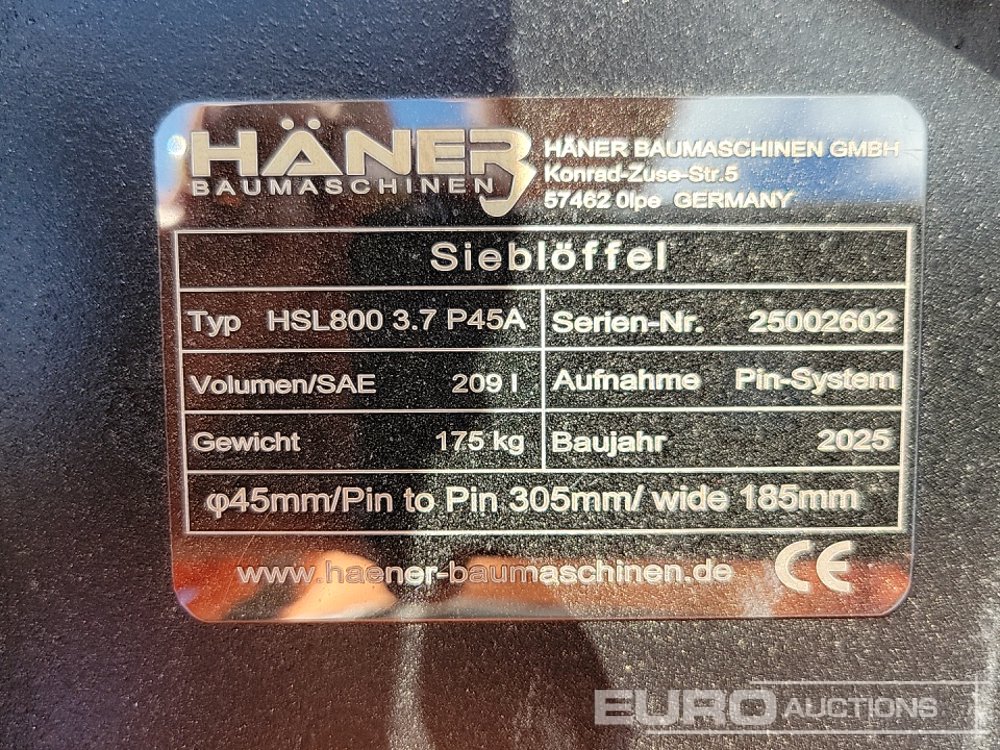 HÄNER
BAUMASCHINEN
HÄNER BAUMASCHINEN GMBH
Konrad-Zuse-Str.5
57462 Olpe GERMANY
Sieblöffel
Typ HSL800 3.7 P45A
Serien-Nr. 25002602
Volumen/SAE 209 l
Aufnahme Pin-System
Gewicht 175 kg
Baujahr 2025
φ45mm/Pin to Pin 305mm/ wide 185mm
www.haener-baumaschinen.de CE
EURO AUCTIONS